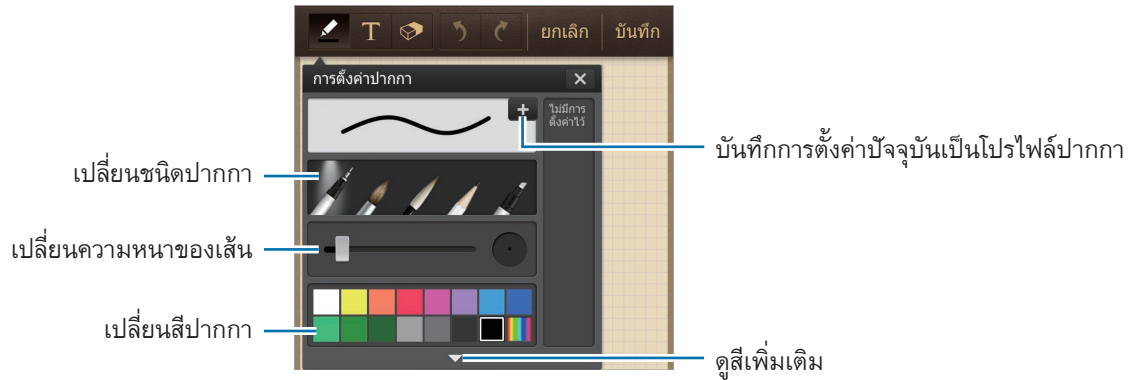 T
ยกเลิก
บันทึก
การตั้งค่าปากกา
ไม่มีการ
ตั้งค่าไว้
บันทึกการตั้งค่าปัจจุบันเป็นโปรไฟล์ปากกา
เปลี่ยนชนิดปากกา
เปลี่ยนความหนาของเส้น
เปลี่ยนสีปากกา
ดูสีเพิ่มเติม